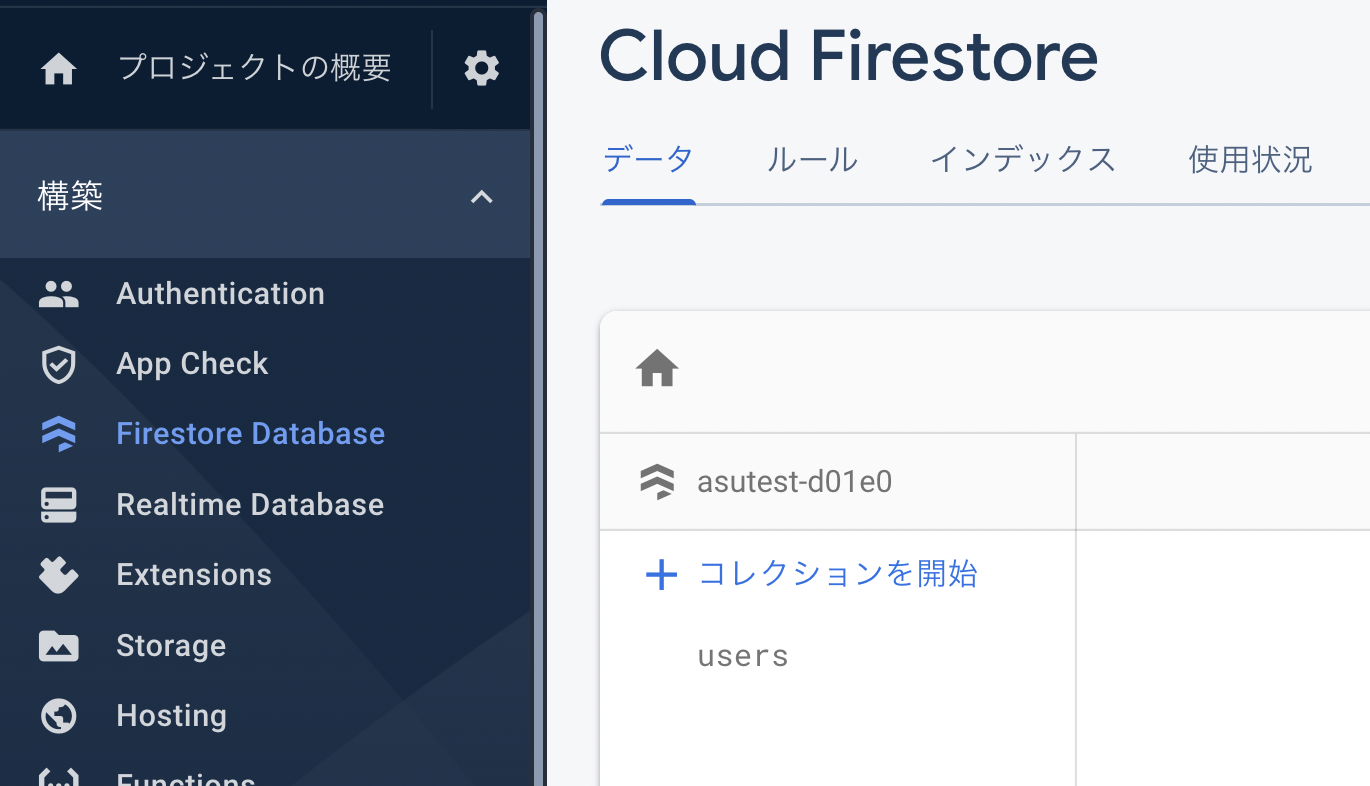 プロジェクトの概要
構築
Authentication
App Check
Firestore Database
Realtime Database
Extensions
Storage
Hosting
Functions
Cloud Firestore
データ ルール インデックス 使用状況
asutest-d01e0
コレクションを開始
users